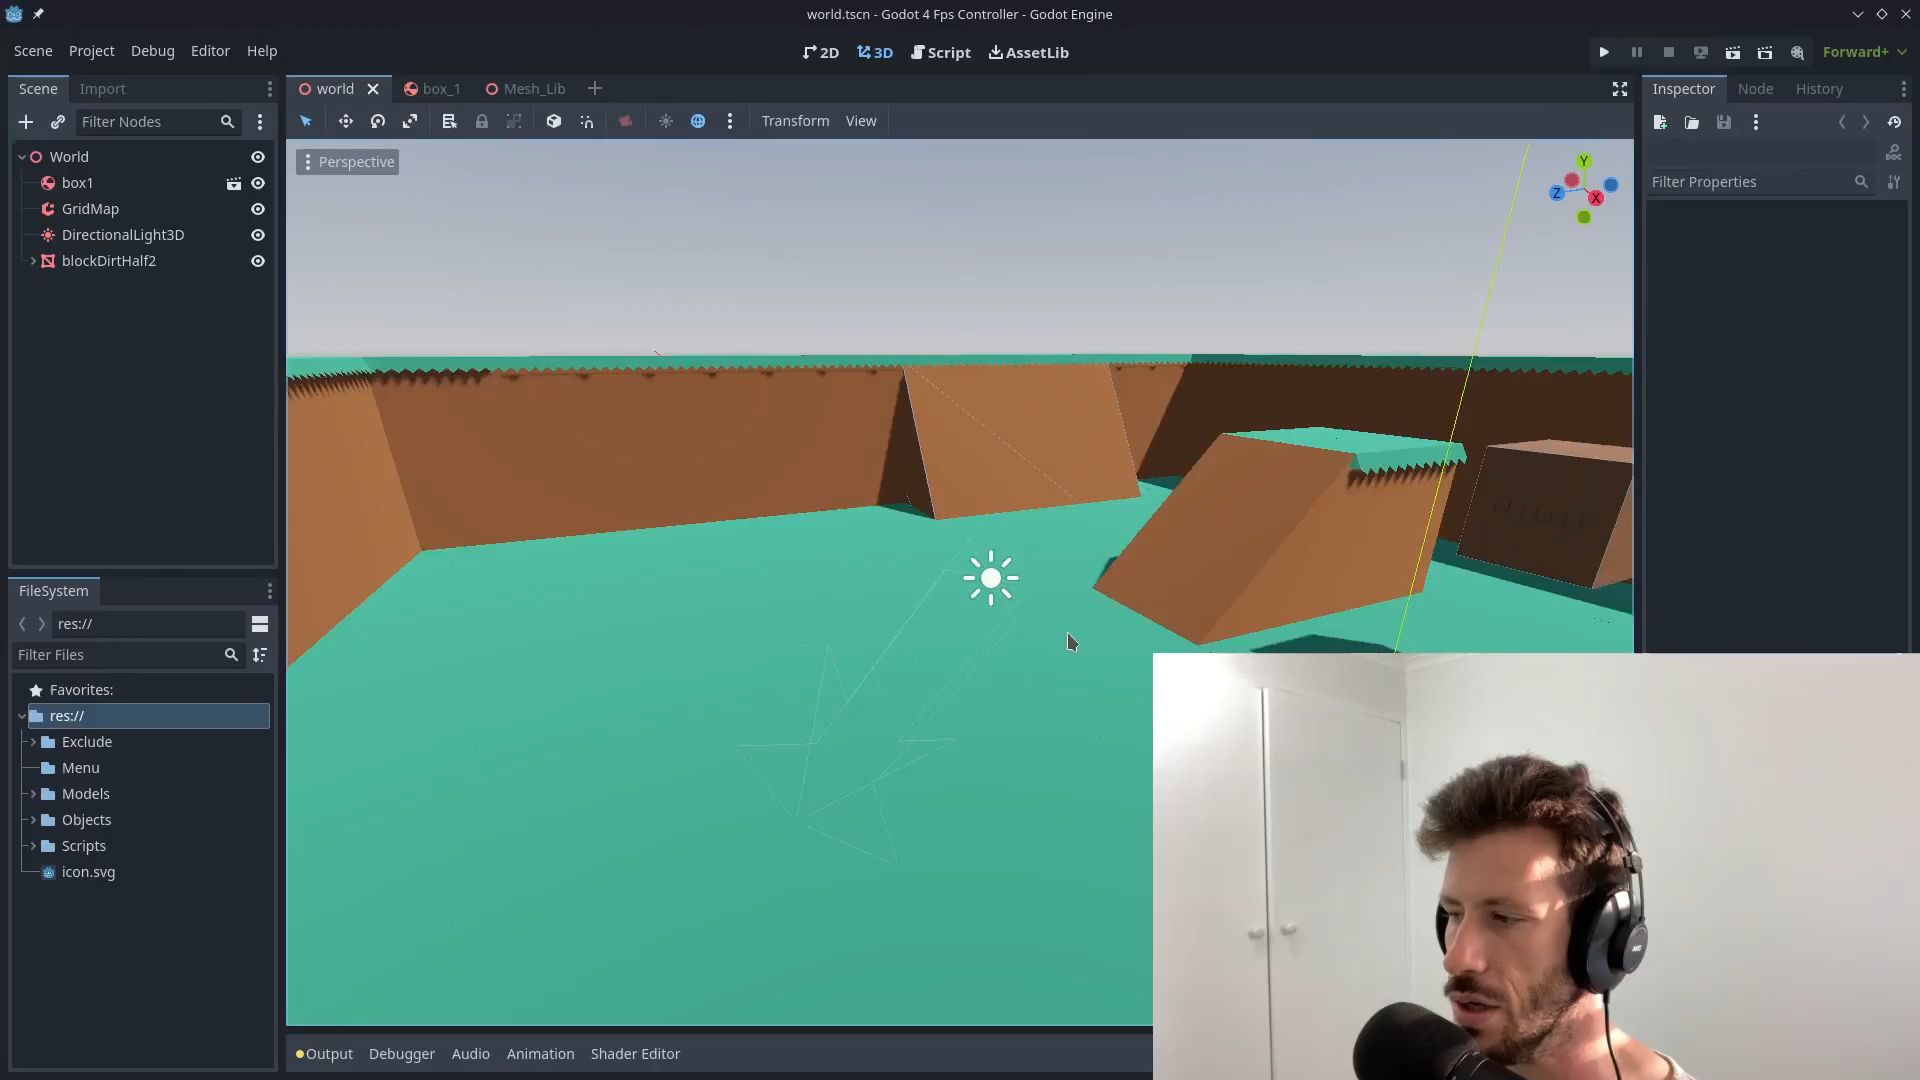 world.tscn - Godot 4 Fps Controller - Godot Engine
Scene Project Debug Editor Help
2D 3D Script AssetLib
Forward+
Scene Import
world box_1 Mesh_Lib
Inspector Node History
Filter Nodes
Transform View
World
Perspective
box1
Filter Properties
GridMap
DirectionalLight3D
blockDirtHalf2
Y
Z
X
FileSystem
res://
Filter Files
Favorites:
res://
Exclude
Menu
Models
Objects
Scripts
icon.svg
AKG
Output Debugger Audio Animation Shader Editor